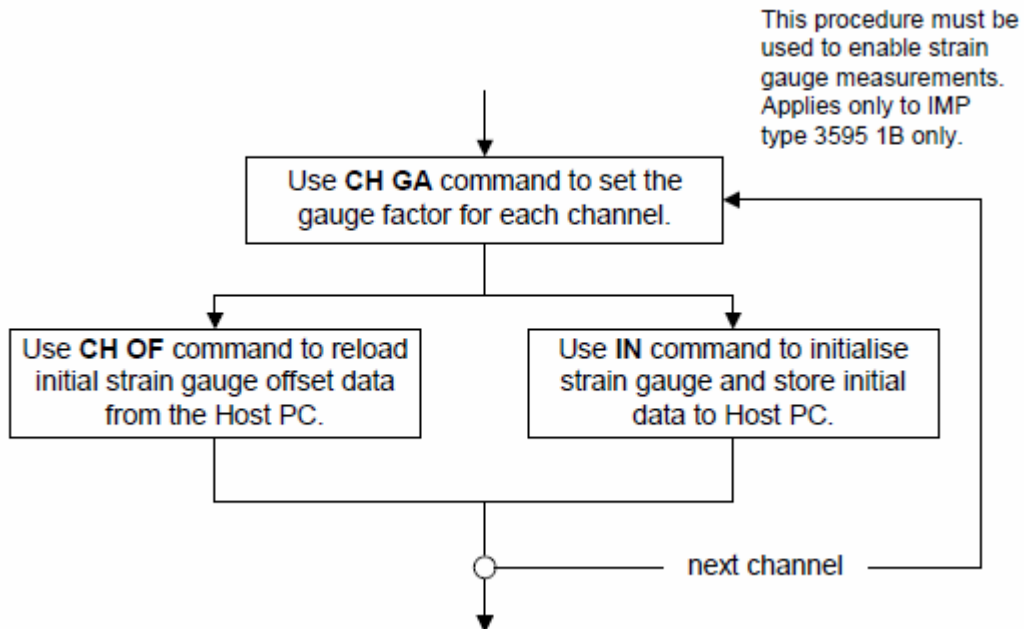 This procedure must be
used to enable strain
gauge measurements.
Applies only to IMP
type 3595 1B only.
Use CH GA command to set the
gauge factor for each channel.
Use CH OF command to reload
initial strain gauge offset data
from the Host PC.
Use IN command to initialise
strain gauge and store initial
data to Host PC.
next channel